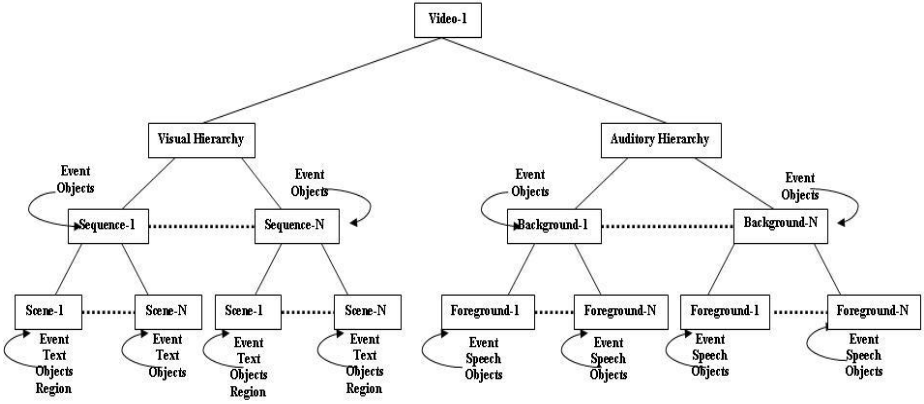 Video-1
Visual Hierarchy
Auditory Hierarchy
Event
Objects
Event
Objects
Event
Objects
Event
Objects
Sequence-1
Sequence-N
Background-1
Background-N
Scene-1
Scene-N
Scene-1
Scene-N
Foreground-1
Foreground-N
Foreground-1
Foreground-N
Event
Text
Objects
Region
Event
Text
Objects
Event
Text
Objects
Region
Event
Text
Objects
Region
Event
Speech
Objects
Event
Speech
Objects
Event
Speech
Objects
Event
Speech
Objects